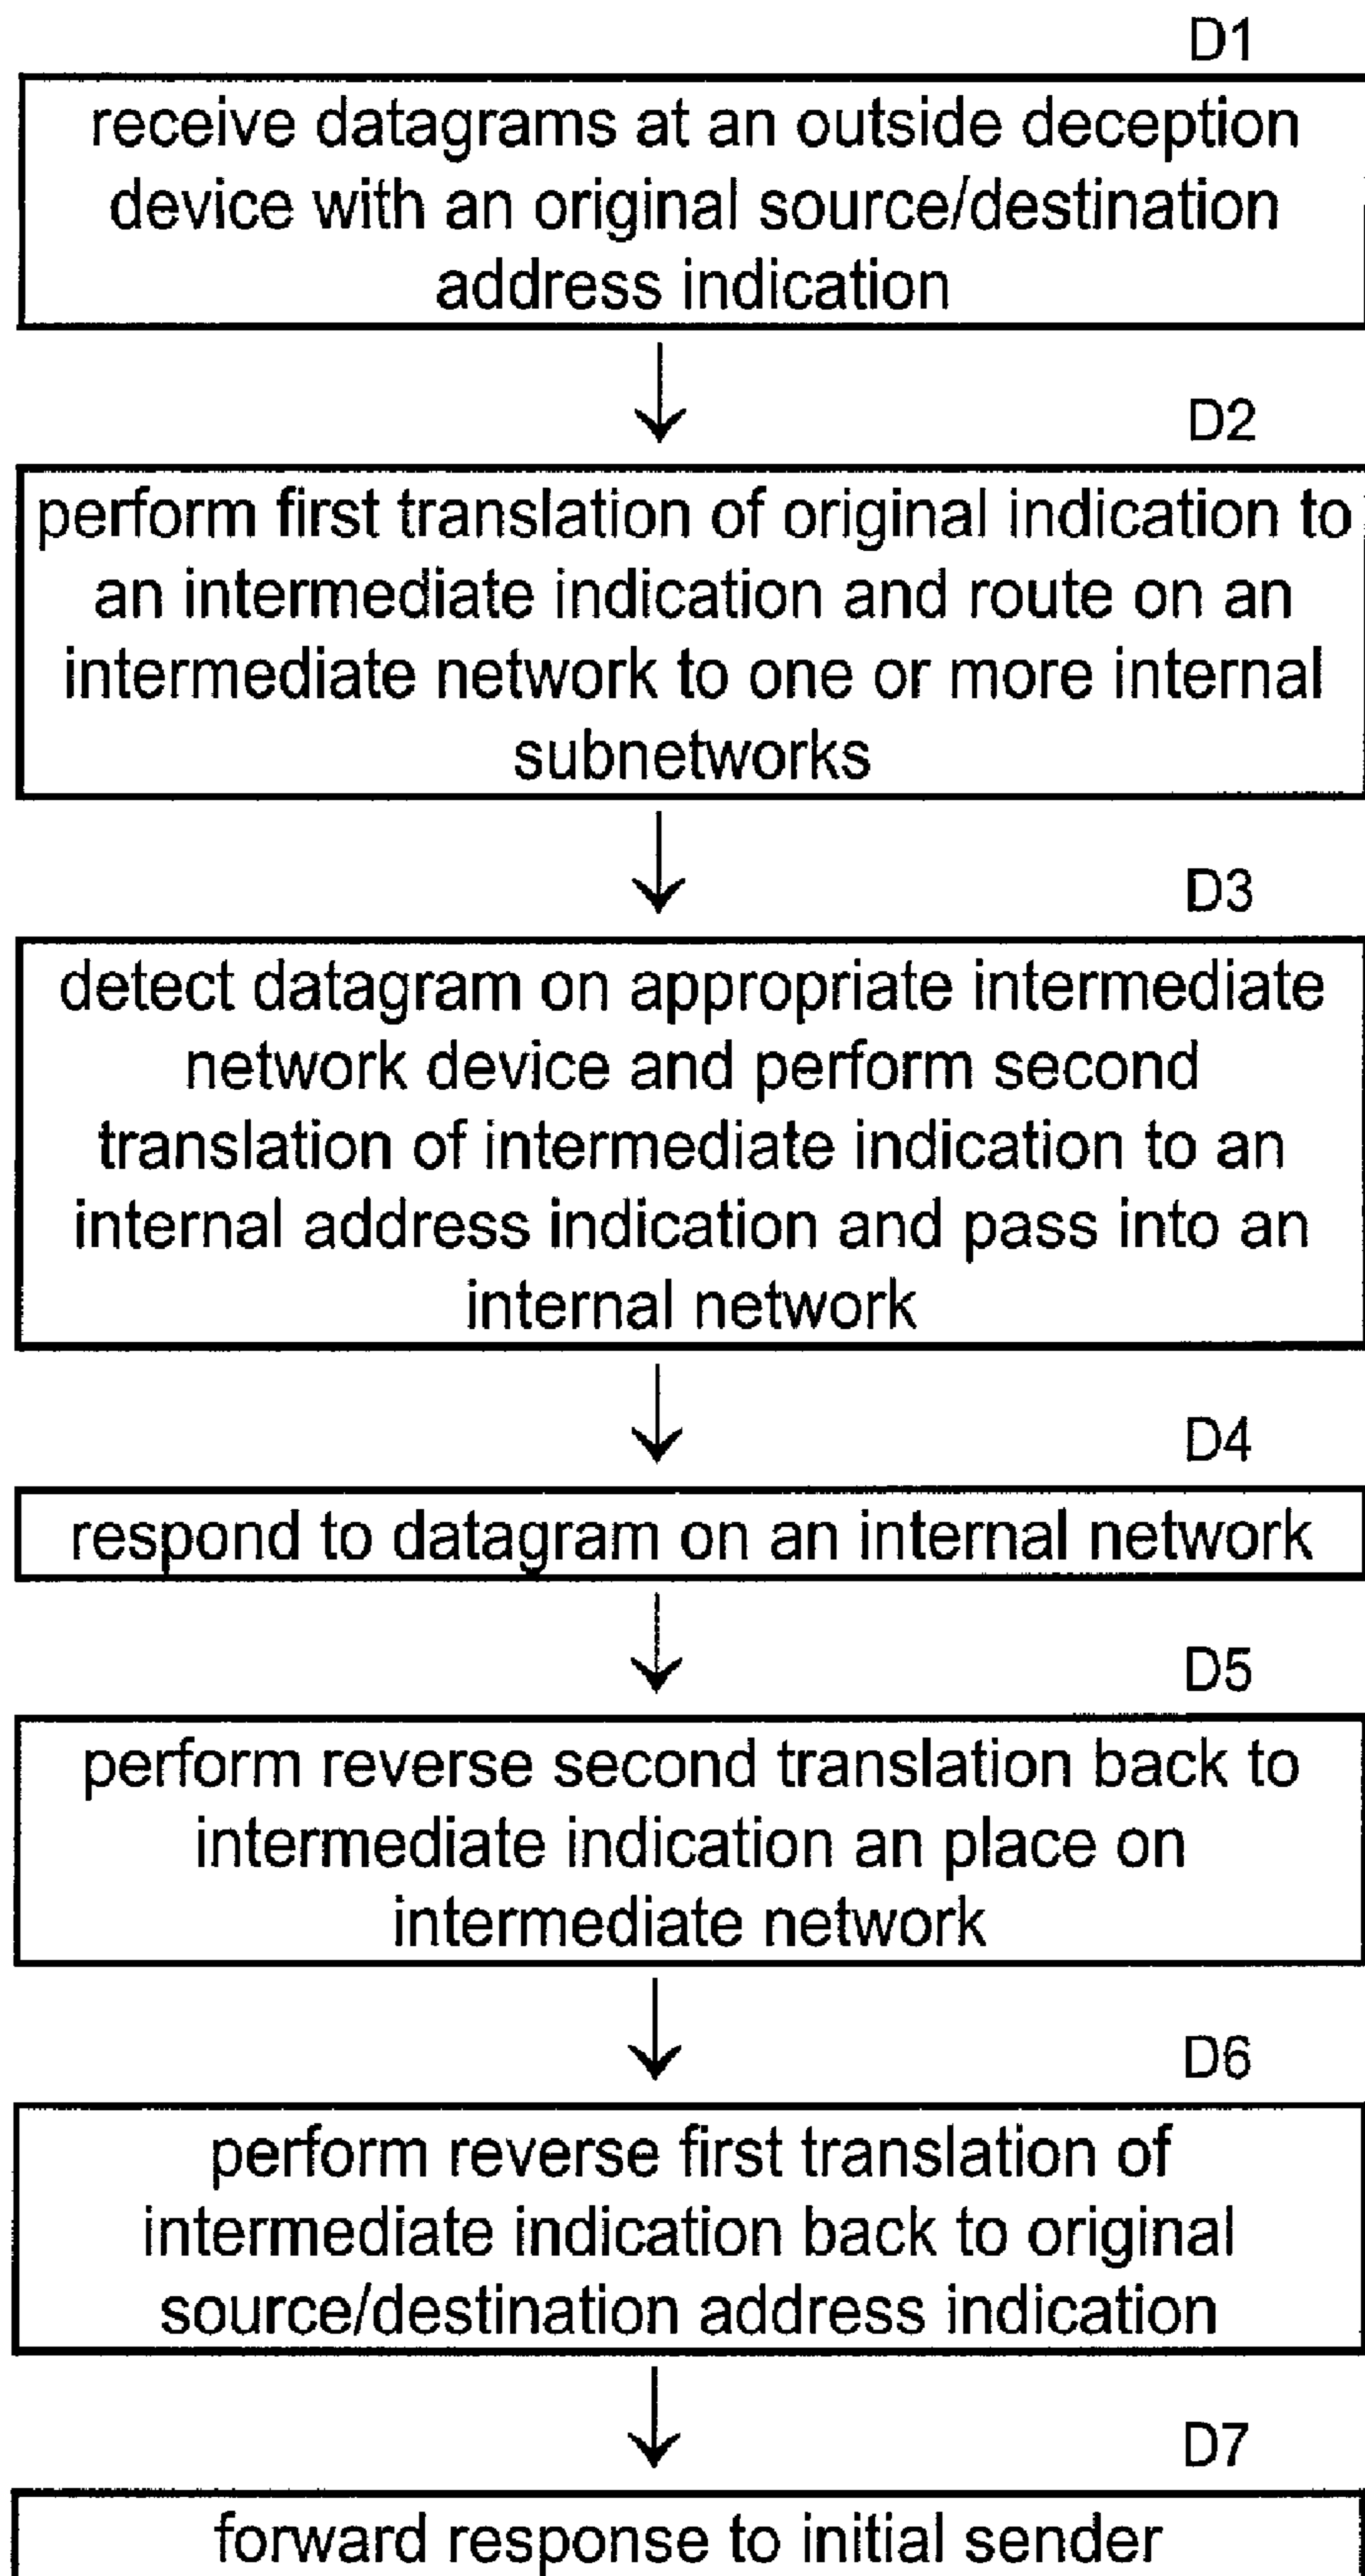 D1
receive datagrams at an outside deception
device with an original source/destination
address indication
D2
perform first translation of original indication to
an intermediate indication and route on an
intermediate network to one or more internal
subnetworks
D3
detect datagram on appropriate intermediate
network device and perform second
translation of intermediate indication to an
internal address indication and pass into an
internal network
D4
respond to datagram on an internal network
D5
perform reverse second translation back to
intermediate indication an place on
intermediate network
D6
perform reverse first translation of
intermediate indication back to original
source/destination address indication
D7
forward response to initial sender